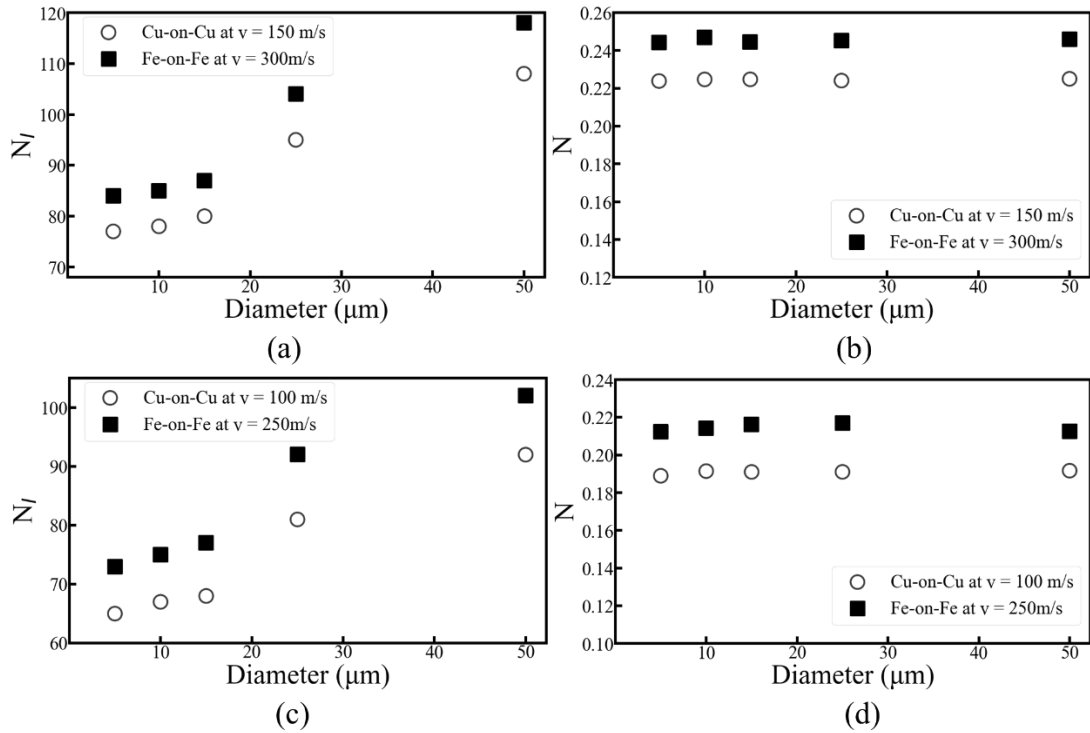 120
110
100
90
80
70
N_I
Cu-on-Cu at v = 150 m/s
Fe-on-Fe at v = 300m/s
10 20 30 40 50
Diameter (μm)
(a)
0.26
0.24
0.22
0.20
0.18
0.16
0.14
0.12
N
Cu-on-Cu at v = 150 m/s
Fe-on-Fe at v = 300m/s
10 20 30 40 50
Diameter (μm)
(b)
100
90
80
70
60
N_I
Cu-on-Cu at v = 100 m/s
Fe-on-Fe at v = 250m/s
10 20 30 40 50
Diameter (μm)
(c)
0.24
0.22
0.20
0.18
0.16
0.14
0.12
0.10
N
Cu-on-Cu at v = 100 m/s
Fe-on-Fe at v = 250m/s
10 20 30 40 50
Diameter (μm)
(d)